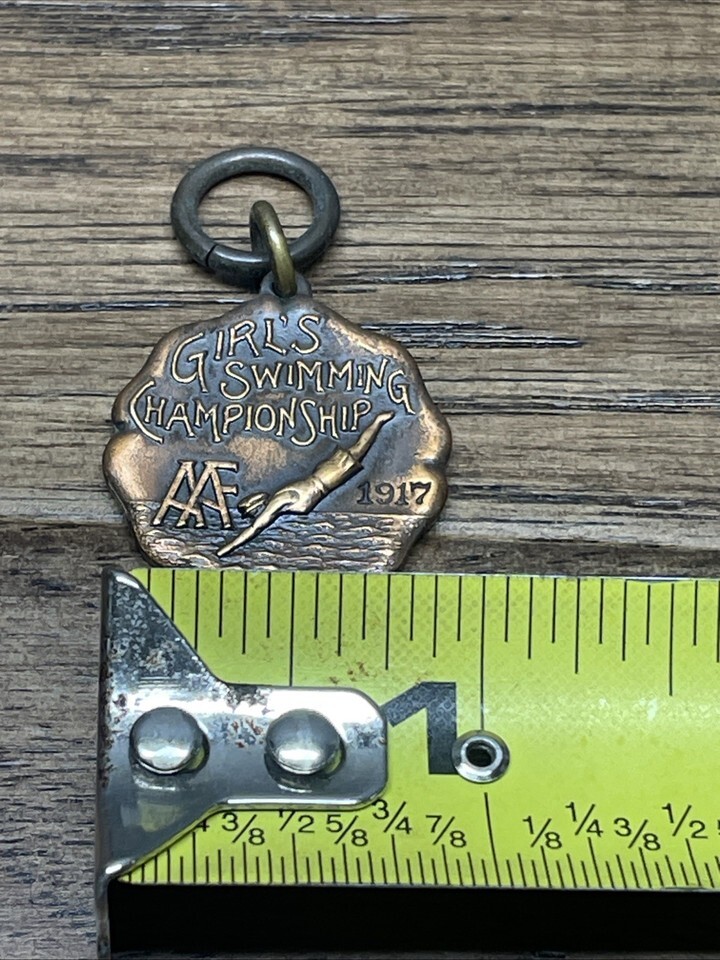 GIRL'S
SWIMMING
CHAMPIONSHIP
AAF
1917
1
4 3/8 1/2 5/8 3/4 7/8 1/8 1/4 3/8 1/2